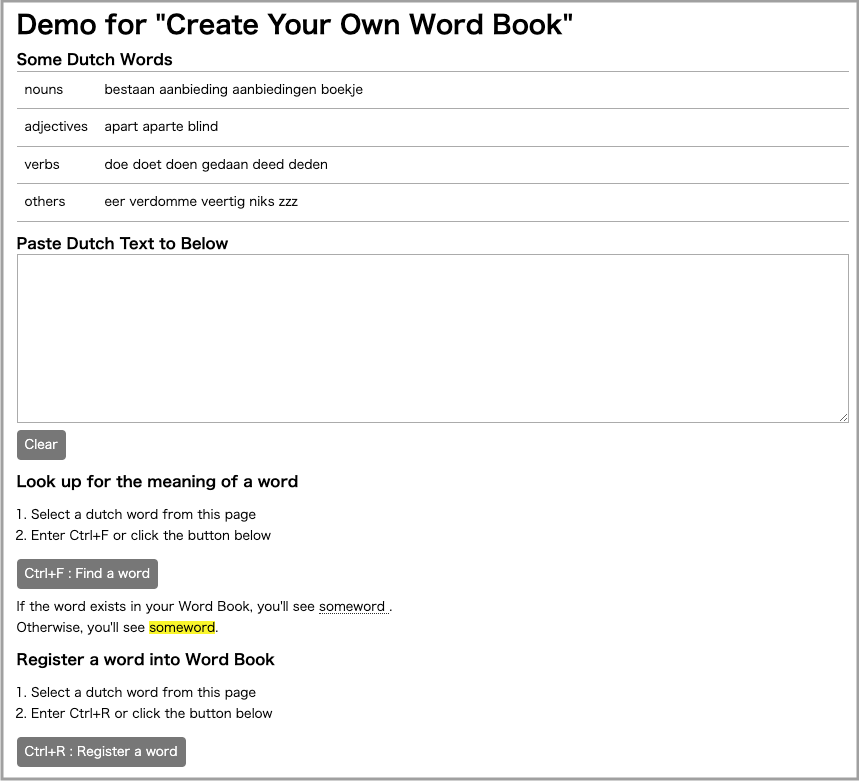 Demo for "Create Your Own Word Book"
Some Dutch Words
nouns bestaan aanbieding aanbiedingen boekje
adjectives apart aparte blind
verbs doe doet doen gedaan deed deden
others eer verdomme veertig niks zzz
Paste Dutch Text to Below
Clear
Look up for the meaning of a word
1. Select a dutch word from this page
2. Enter Ctrl+F or click the button below
Ctrl+F : Find a word
If the word exists in your Word Book, you'll see someword .
Otherwise, you'll see someword.
Register a word into Word Book
1. Select a dutch word from this page
2. Enter Ctrl+R or click the button below
Ctrl+R : Register a word